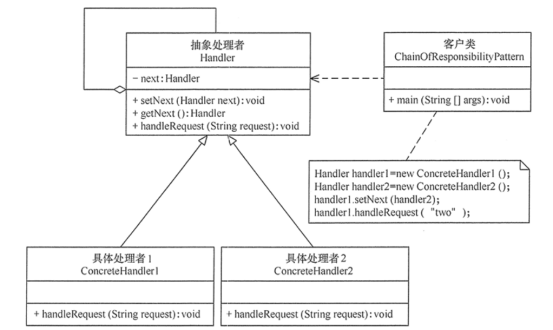 抽象处理者
Handler
- next:Handler
+ setNext(Handler next):void
+ getNext():Handler
+ handleRequest(String request):void
客户类
ChainOfResponsibilityPattern
+ main(String [] args):void
Handler handler1=new ConcreteHandler1();
Handler handler2=new ConcreteHandler2();
handler1.setNext(handler2);
handler1.handleRequest( "two" );
具体处理者1
ConcreteHandler1
+ handleRequest(String request):void
具体处理者2
ConcreteHandler2
+ handleRequest(String request):void